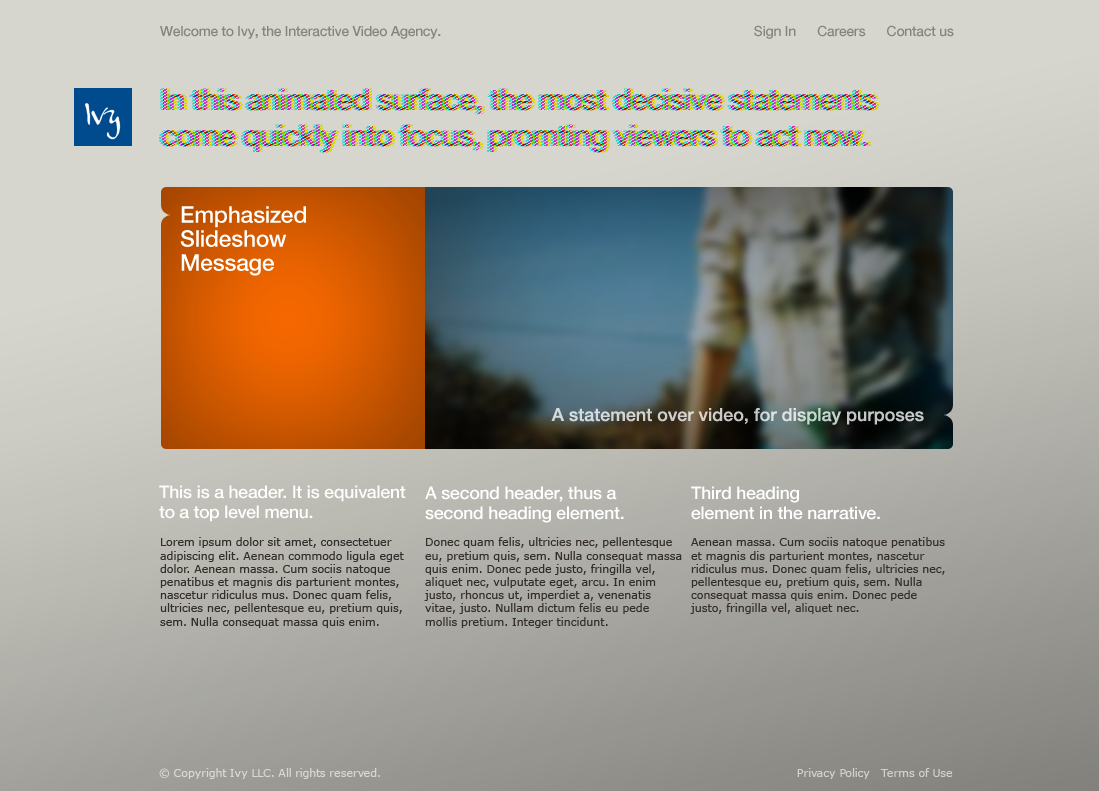 Welcome to Ivy, the Interactive Video Agency.
Sign In Careers Contact us
Ivy
In this animated surface, the most decisive statements
come quickly into focus, promting viewers to act now.
Emphasized
Slideshow
Message
A statement over video, for display purposes
This is a header. It is equivalent
to a top level menu.
Lorem ipsum dolor sit amet, consectetuer
adipiscing elit. Aenean commodo ligula eget
dolor. Aenean massa. Cum sociis natoque
penatibus et magnis dis parturient montes,
nascetur ridiculus mus. Donec quam felis,
ultricies nec, pellentesque eu, pretium quis,
sem. Nulla consequat massa quis enim.
A second header, thus a
second heading element.
Donec quam felis, ultricies nec, pellentesque
eu, pretium quis, sem. Nulla consequat massa
quis enim. Donec pede justo, fringilla vel,
aliquet nec, vulputate eget, arcu. In enim
justo, rhoncus ut, imperdiet a, venenatis
vitae, justo. Nullam dictum felis eu pede
mollis pretium. Integer tincidunt.
Third heading
element in the narrative.
Aenean massa. Cum sociis natoque penatibus
et magnis dis parturient montes, nascetur
ridiculus mus. Donec quam felis, ultricies nec,
pellentesque eu, pretium quis, sem. Nulla
consequat massa quis enim. Donec pede
justo, fringilla vel, aliquet nec.
© Copyright Ivy LLC. All rights reserved.
Privacy Policy Terms of Use